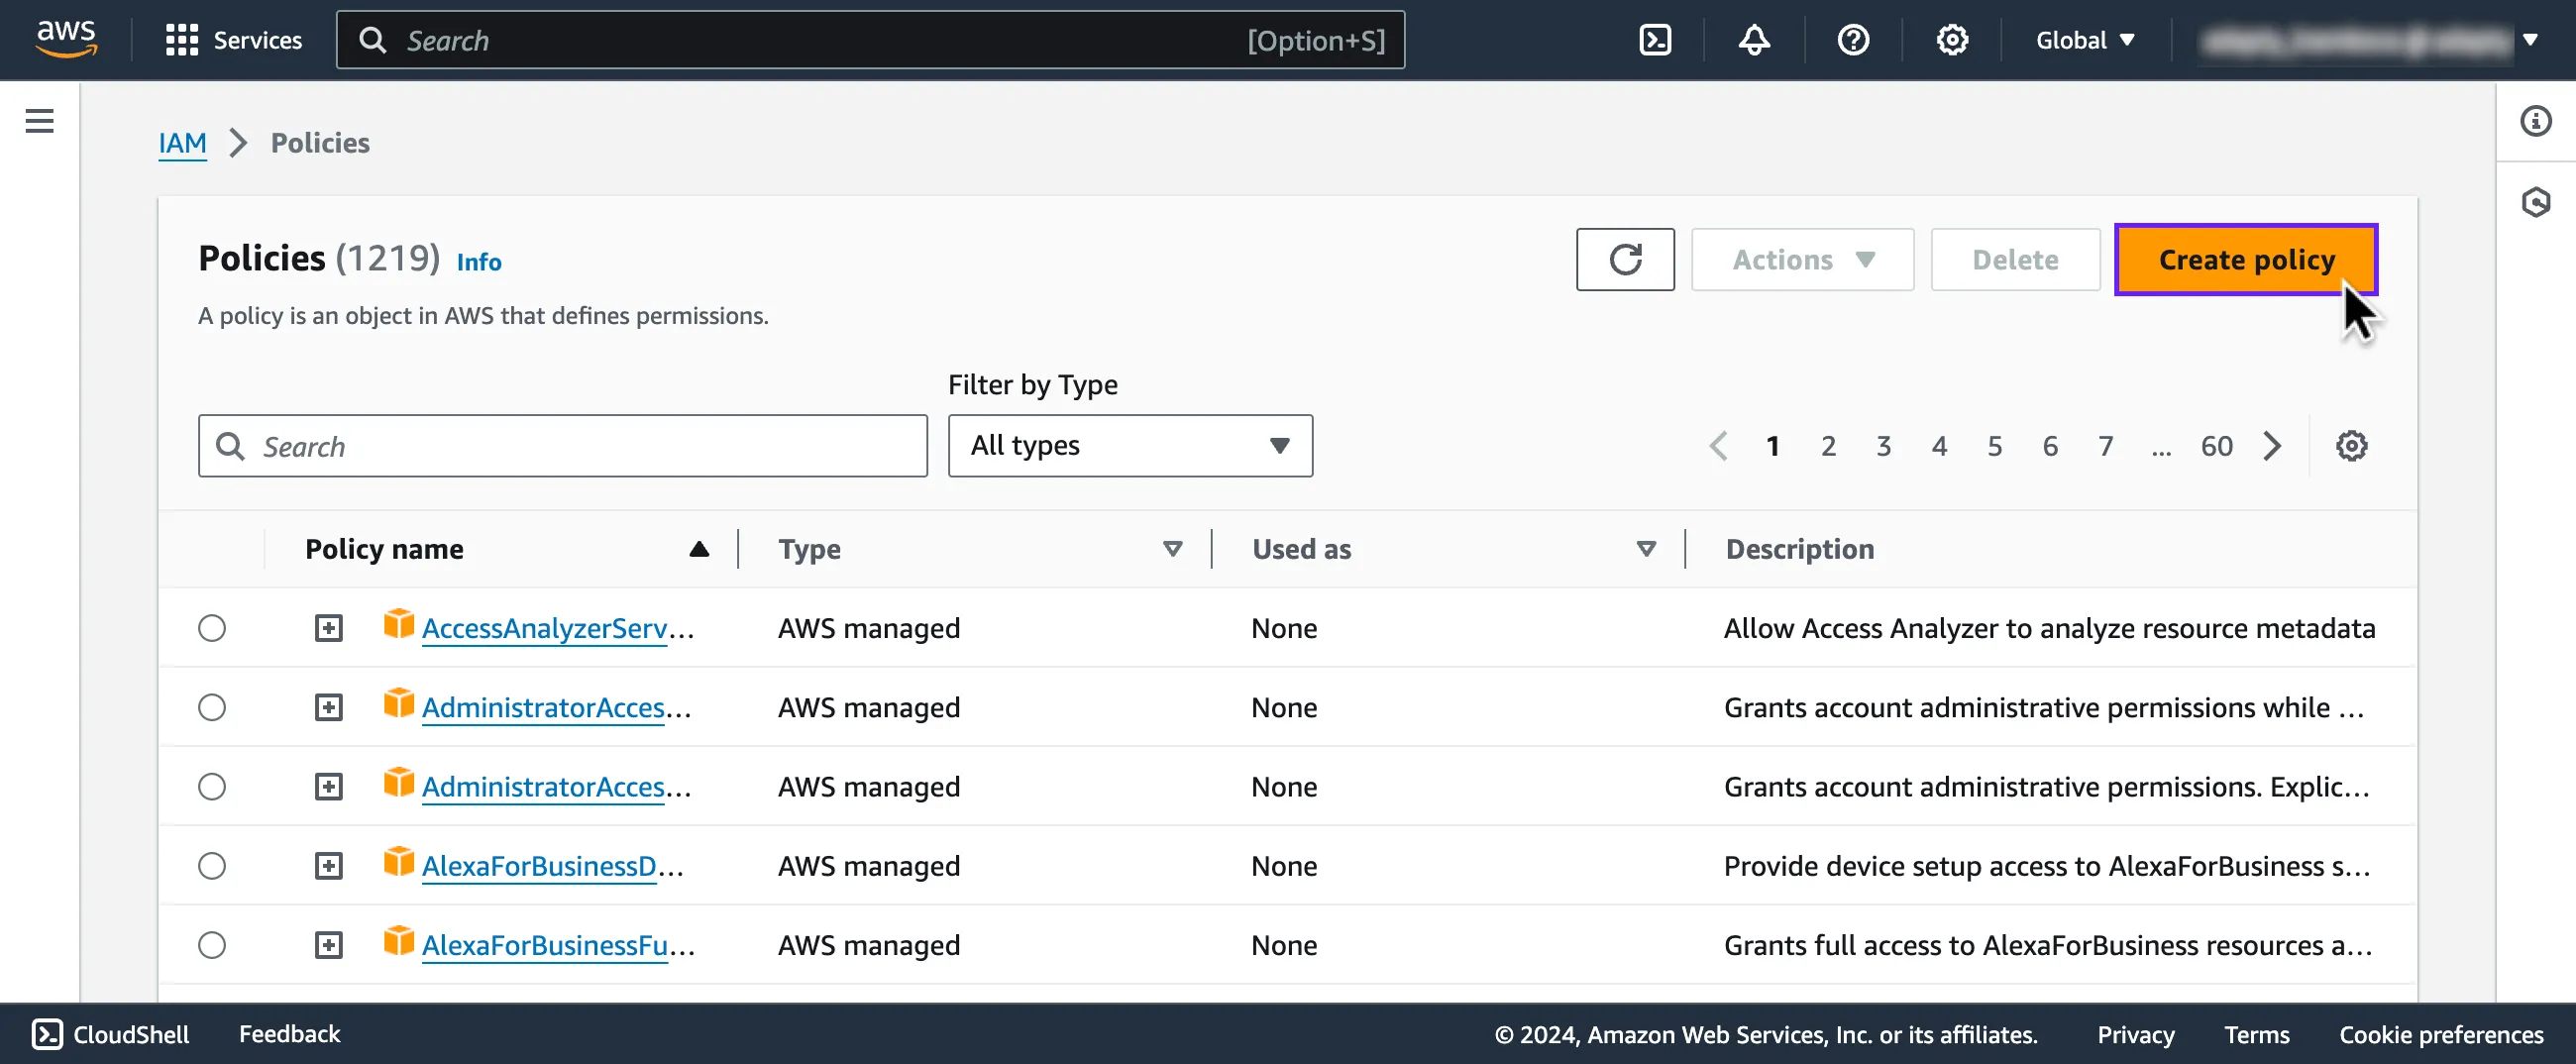 aws Services Search [Option+S] Global
IAM Policies
Policies (1219) Info
Actions Delete Create policy
A policy is an object in AWS that defines permissions.
Filter by Type
Search All types 1 2 3 4 5 6 7 ... 60
Policy name Type Used as Description
AccessAnalyzerServ... AWS managed None Allow Access Analyzer to analyze resource metadata
AdministratorAcces... AWS managed None Grants account administrative permissions while ...
AdministratorAcces... AWS managed None Grants account administrative permissions. Explic...
AlexaForBusinessD... AWS managed None Provide device setup access to AlexaForBusiness s...
AlexaForBusinessFu... AWS managed None Grants full access to AlexaForBusiness resources a...
CloudShell Feedback © 2024, Amazon Web Services, Inc. or its affiliates. Privacy Terms Cookie preferences